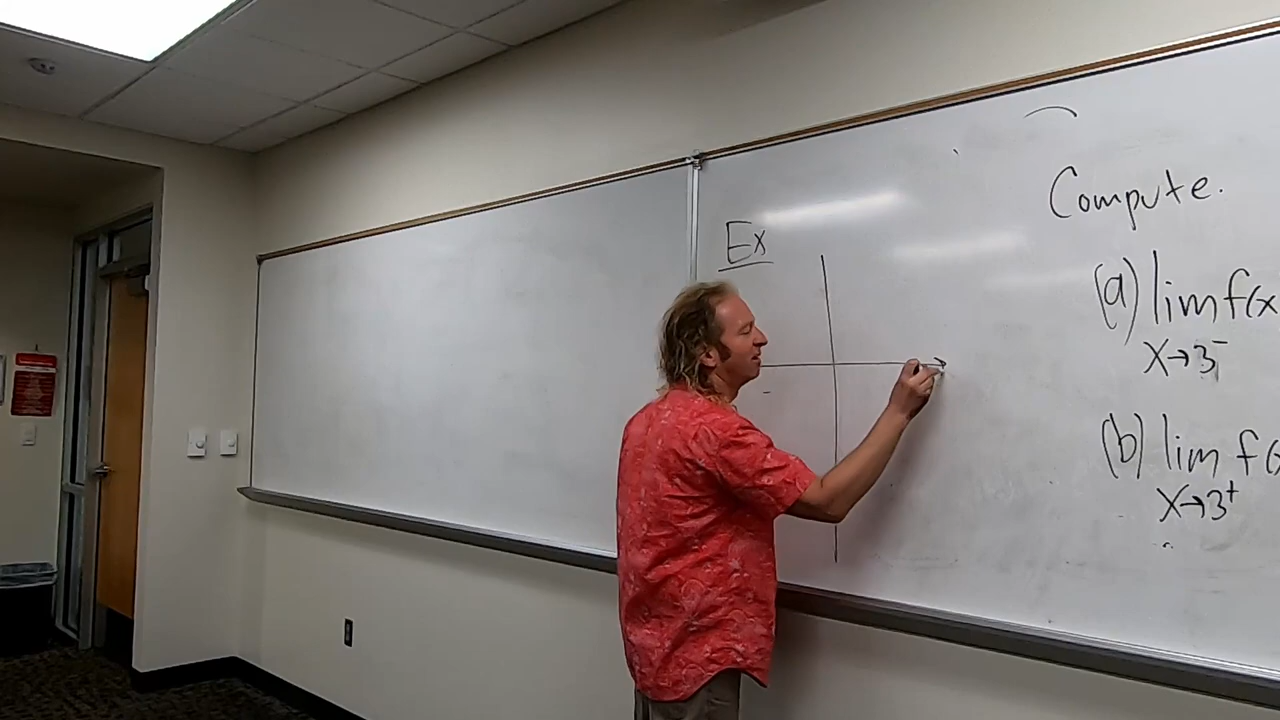 Ex
Compute.
(a) lim f(x
x→3⁻
(b) lim f(x
x→3⁺